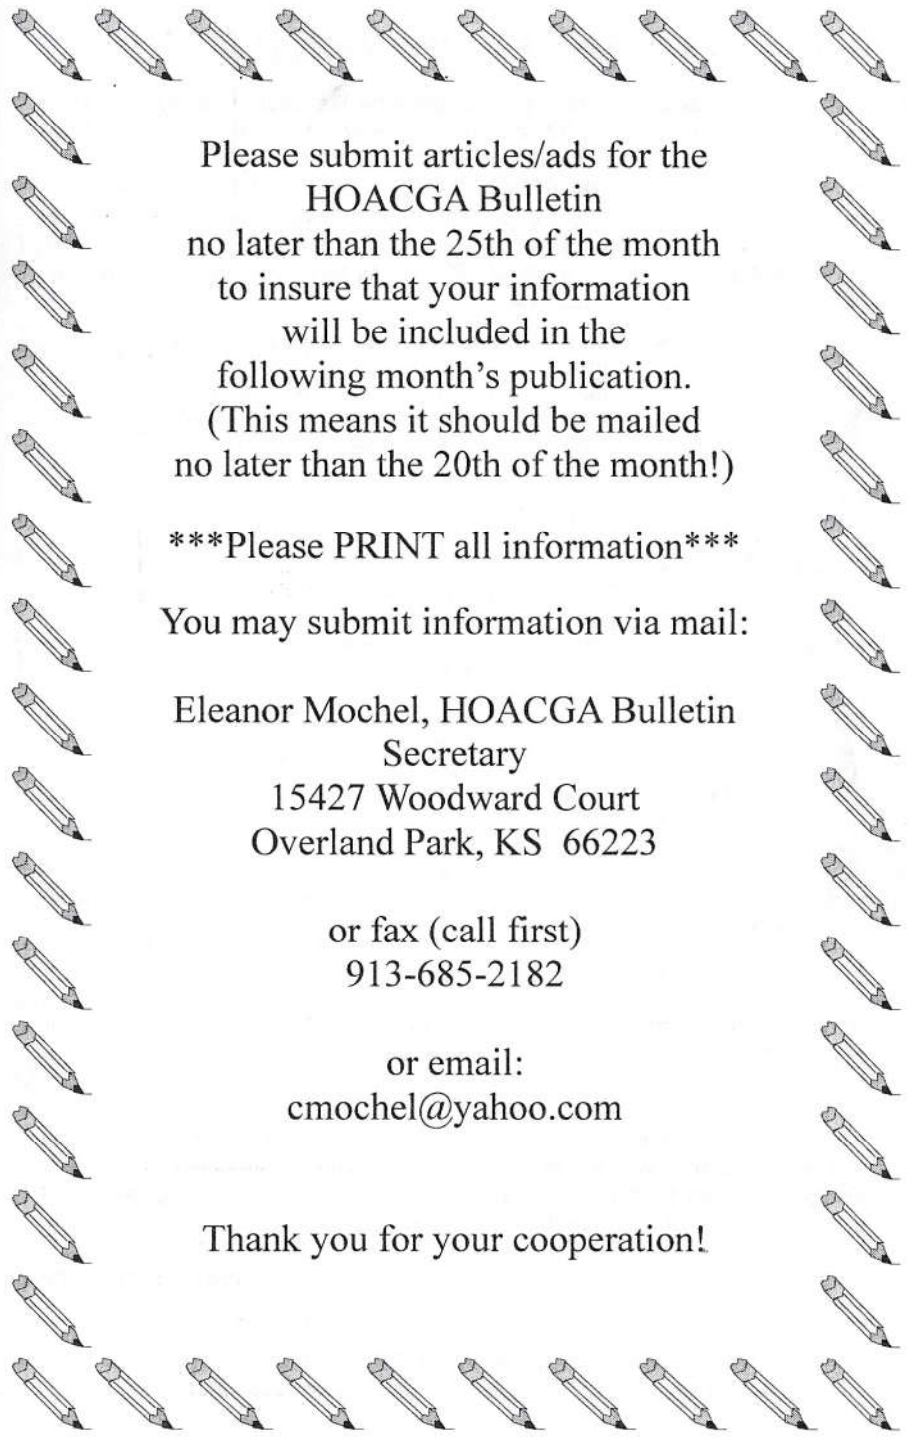 Please submit articles/ads for the
HOACGA Bulletin
no later than the 25th of the month
to insure that your information
will be included in the
following month's publication.
(This means it should be mailed
no later than the 20th of the month!)
***Please PRINT all information***
You may submit information via mail:
Eleanor Mochel, HOACGA Bulletin
Secretary
15427 Woodward Court
Overland Park, KS  66223
or fax (call first)
913-685-2182
or email:
cmochel@yahoo.com
Thank you for your cooperation!